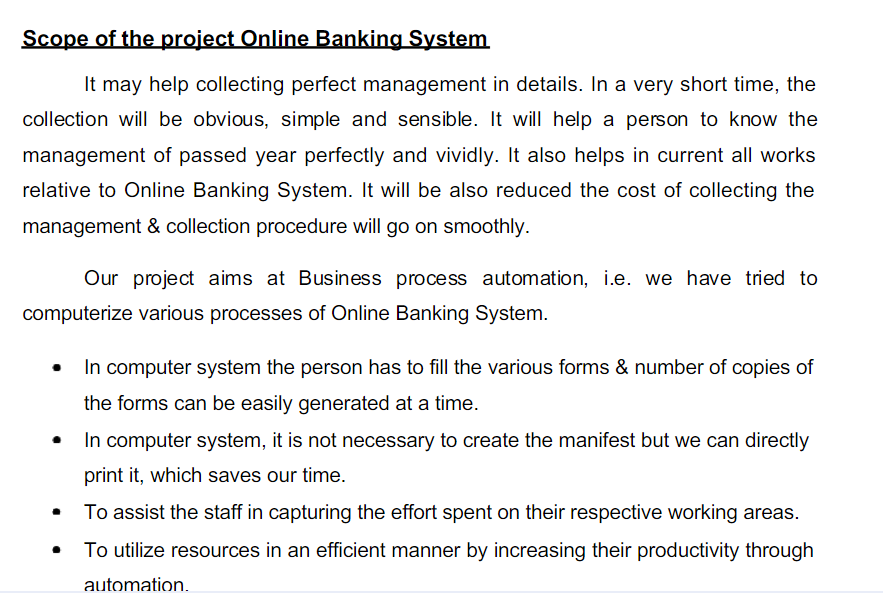 Scope of the project Online Banking System
It may help collecting perfect management in details. In a very short time, the
collection will be obvious, simple and sensible. It will help a person to know the
management of passed year perfectly and vividly. It also helps in current all works
relative to Online Banking System. It will be also reduced the cost of collecting the
management & collection procedure will go on smoothly.
Our project aims at Business process automation, i.e. we have tried to
computerize various processes of Online Banking System.
• In computer system the person has to fill the various forms & number of copies of
the forms can be easily generated at a time.
• In computer system, it is not necessary to create the manifest but we can directly
print it, which saves our time.
• To assist the staff in capturing the effort spent on their respective working areas.
• To utilize resources in an efficient manner by increasing their productivity through
automation.